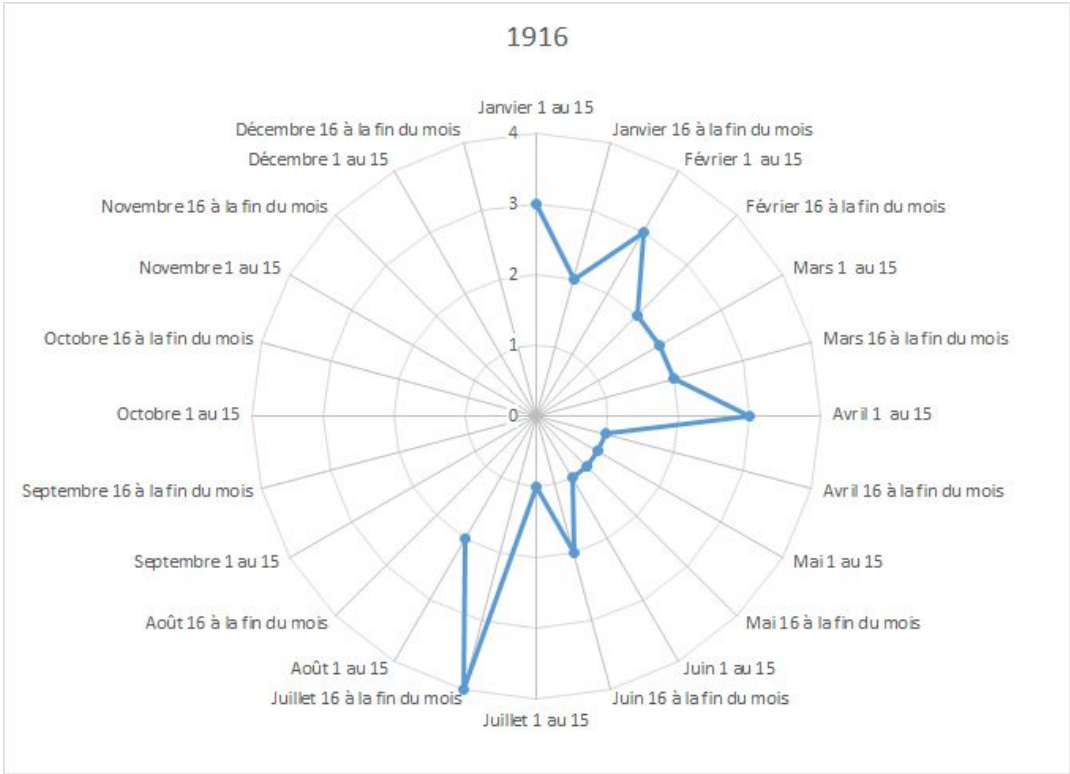 1916
Janvier 1 au 15
Janvier 16 à la fin du mois
Février 1 au 15
Février 16 à la fin du mois
Mars 1 au 15
Mars 16 à la fin du mois
Avril 1 au 15
Avril 16 à la fin du mois
Mai 1 au 15
Mai 16 à la fin du mois
Juin 1 au 15
Juin 16 à la fin du mois
Juillet 1 au 15
Juillet 16 à la fin du mois
Août 1 au 15
Août 16 à la fin du mois
Septembre 1 au 15
Septembre 16 à la fin du mois
Octobre 1 au 15
Octobre 16 à la fin du mois
Novembre 1 au 15
Novembre 16 à la fin du mois
Décembre 1 au 15
Décembre 16 à la fin du mois
4
3
2
1
0